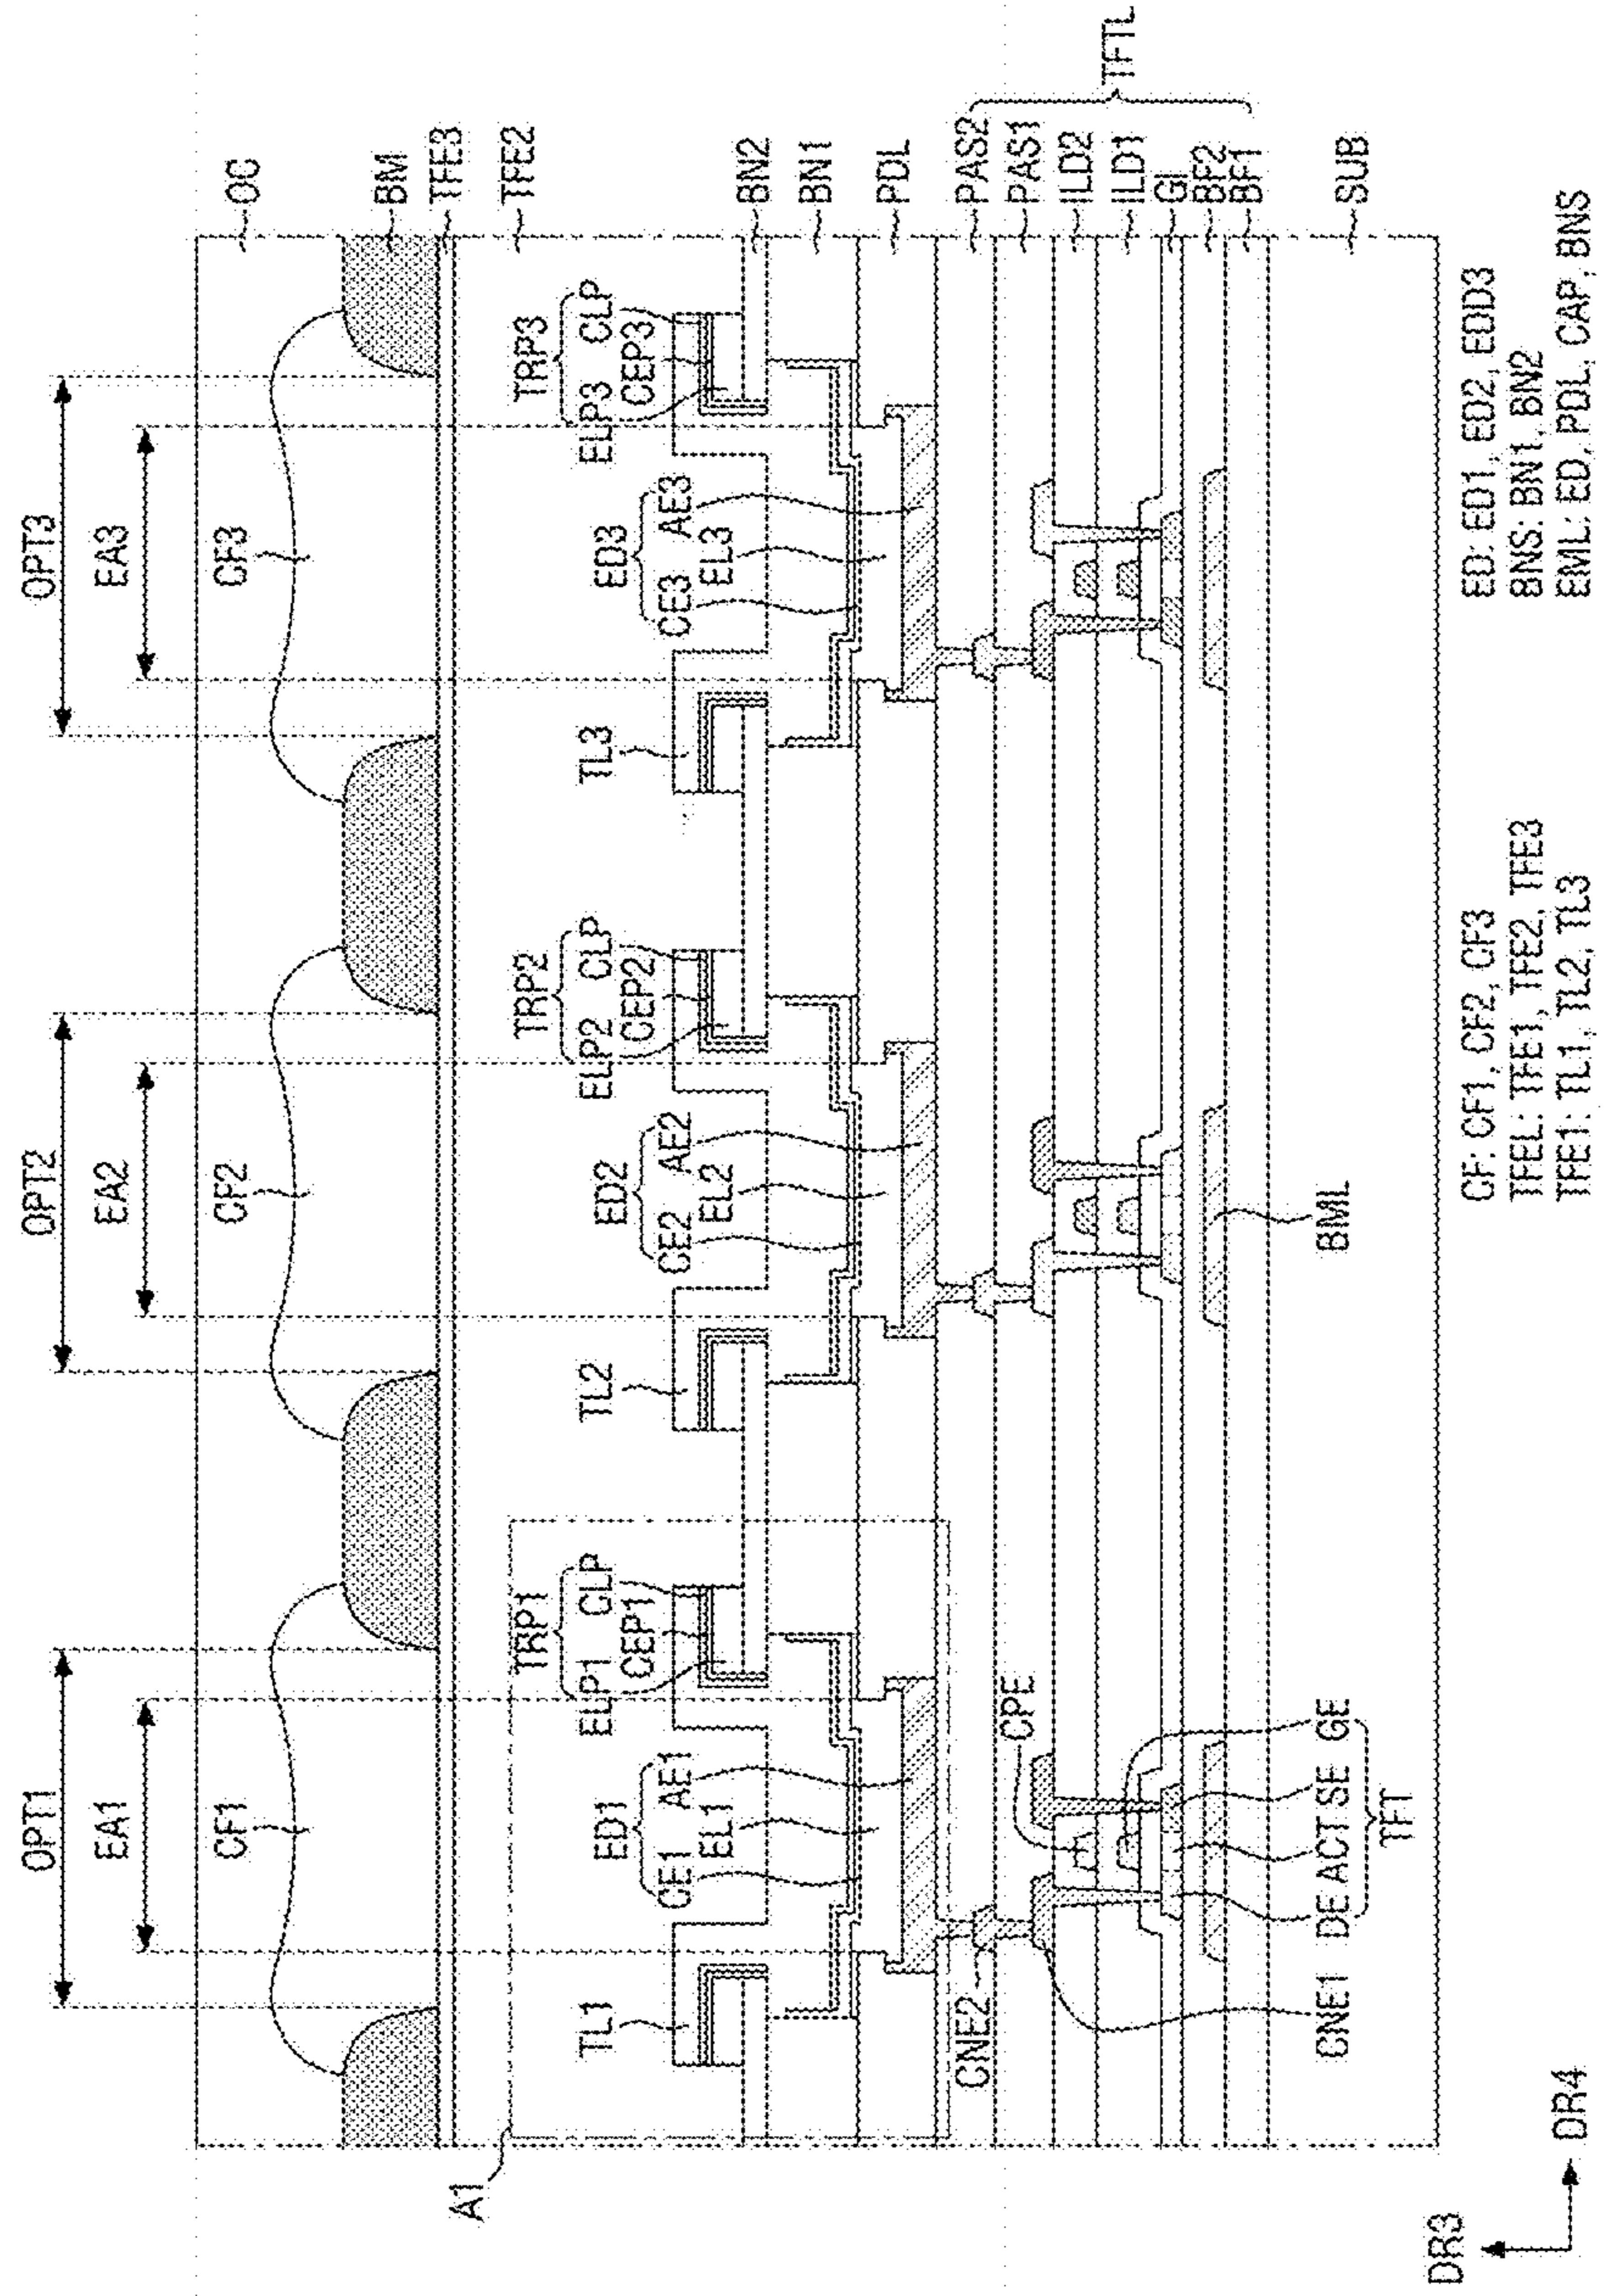 OPT1 OPT2 OPT3
EA1 EA2 EA3
CF1 CF2 CF3
OC
BM
TFE3
TFE2
A1
TRP1 TRP2 TRP3
TL1 ELP1 CLP TL2 ELP2 CLP TL3 ELP3 CLP
CEP1 CEP2 CEP3
ED1 ED2 ED3
CE1 AE1 CE2 AE2 CE3 AE3
EL1 EL2 EL3
BN2
BN1
PDL
PAS2
PAS1
ILD2
ILD1
GI
BF2
BF1
TFTL
SUB
CNE2
CPE
CNE1 DE ACT SE GE
TFT
BML
DR3
DR4
CF: CF1, CF2, CF3
TFEL: TFE1, TFE2, TFE3
TFE1: TL1, TL2, TL3
ED: ED1, ED2, EDD3
BNS: BN1, BN2
EML: ED, PDL, CAP, BNS